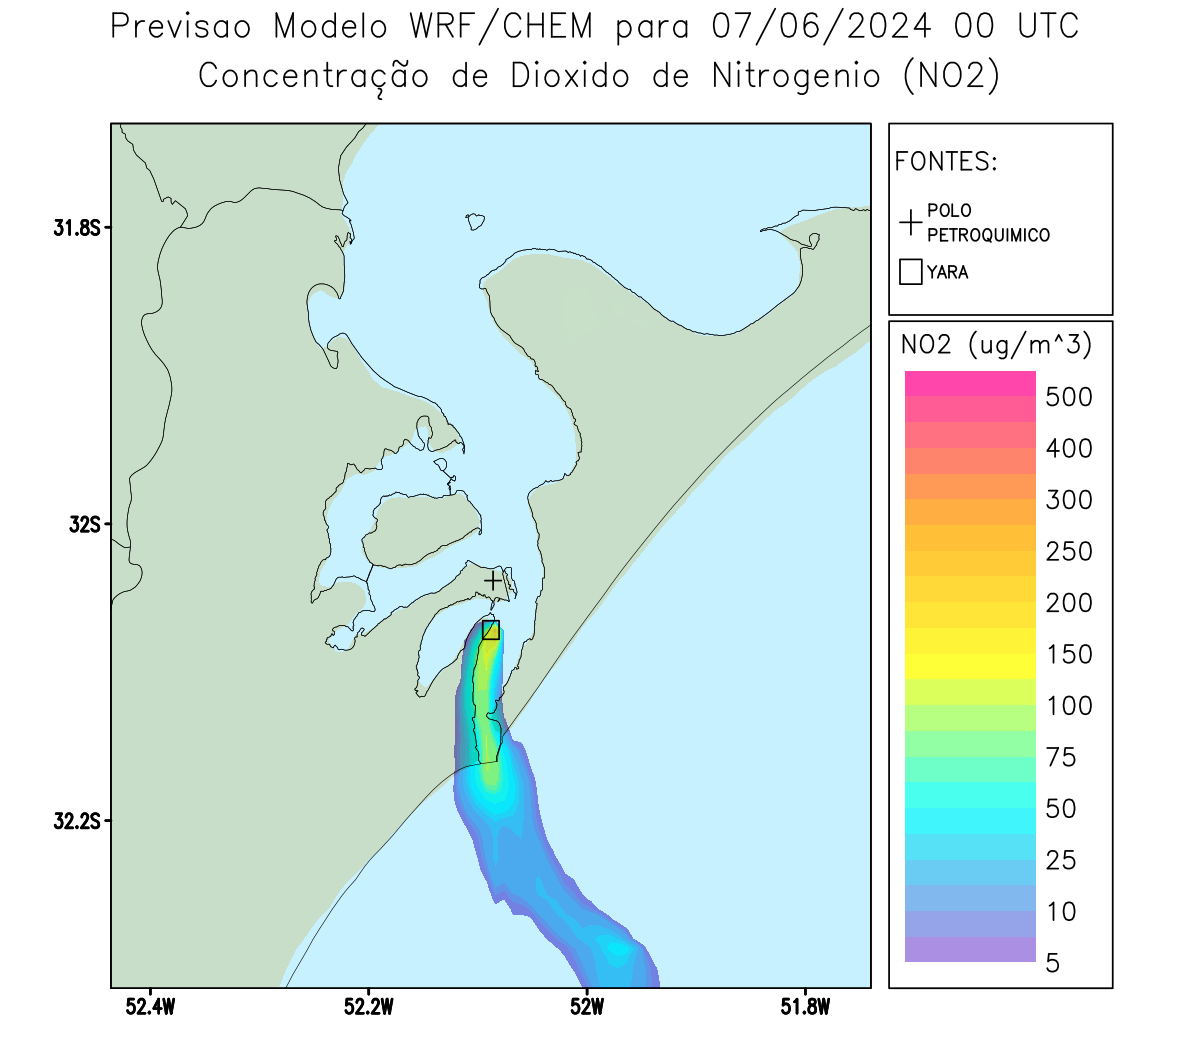 Previsao Modelo WRF/CHEM para 07/06/2024 00 UTC
Concentração de Dioxido de Nitrogenio (NO2)
FONTES:
POLO
PETROQUIMICO
YARA
31.8S
32S
32.2S
52.4W
52.2W
52W
51.8W
NO2 (ug/m^3)
500
400
300
250
200
150
100
75
50
25
10
5